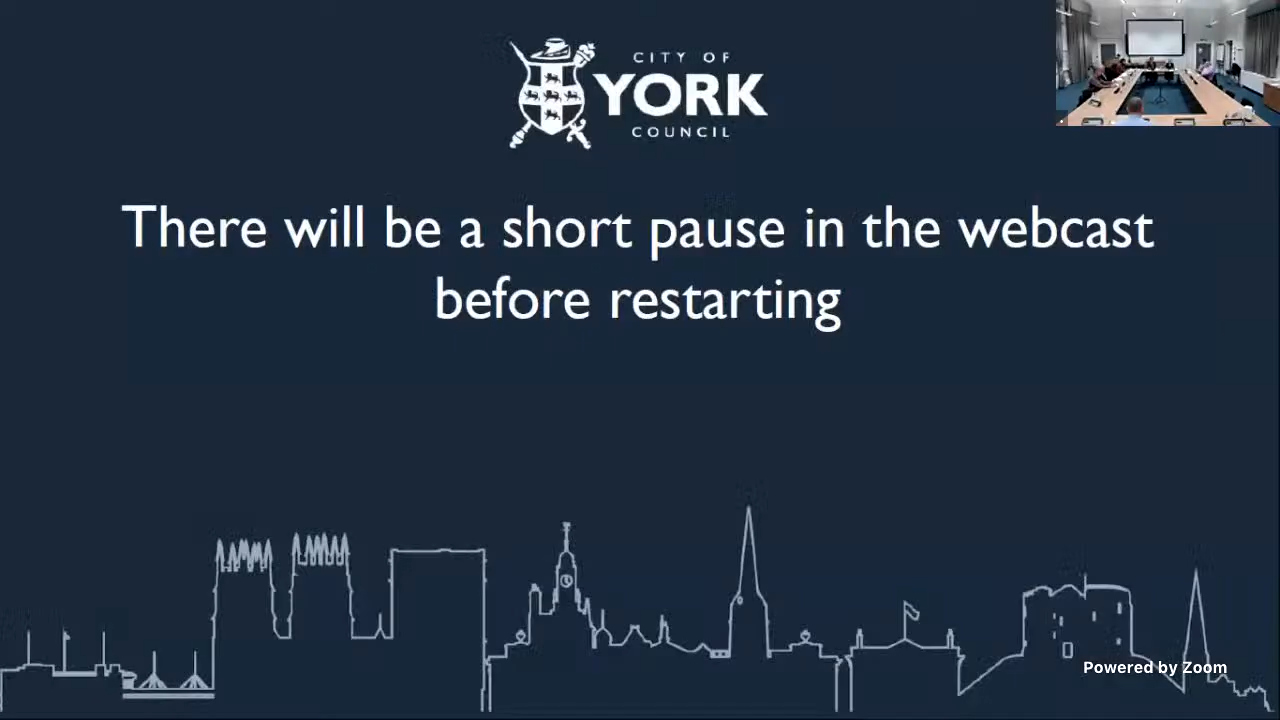 CITY OF
YORK
COUNCIL
There will be a short pause in the webcast
before restarting
Powered by Zoom